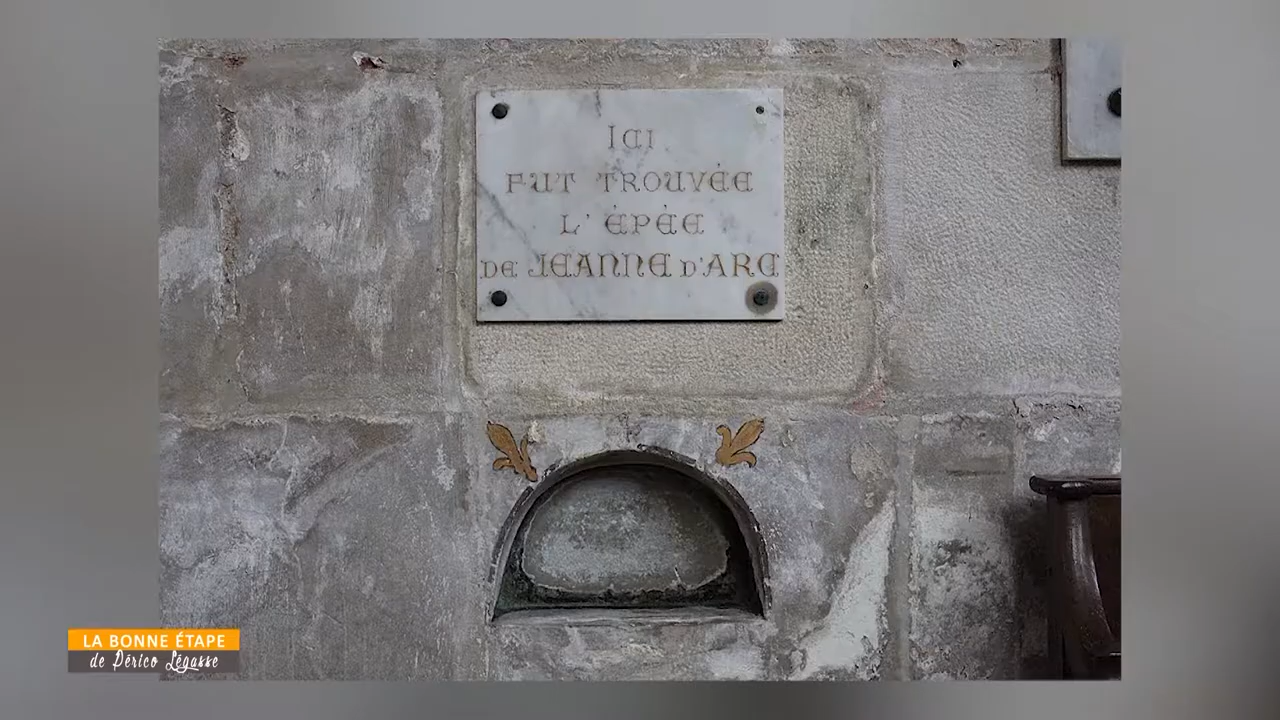 ICI
FUT TROUVÉE
L'ÉPÉE
DE JEANNE D'ARC
LA BONNE ÉTAPE
de Périco Légasse